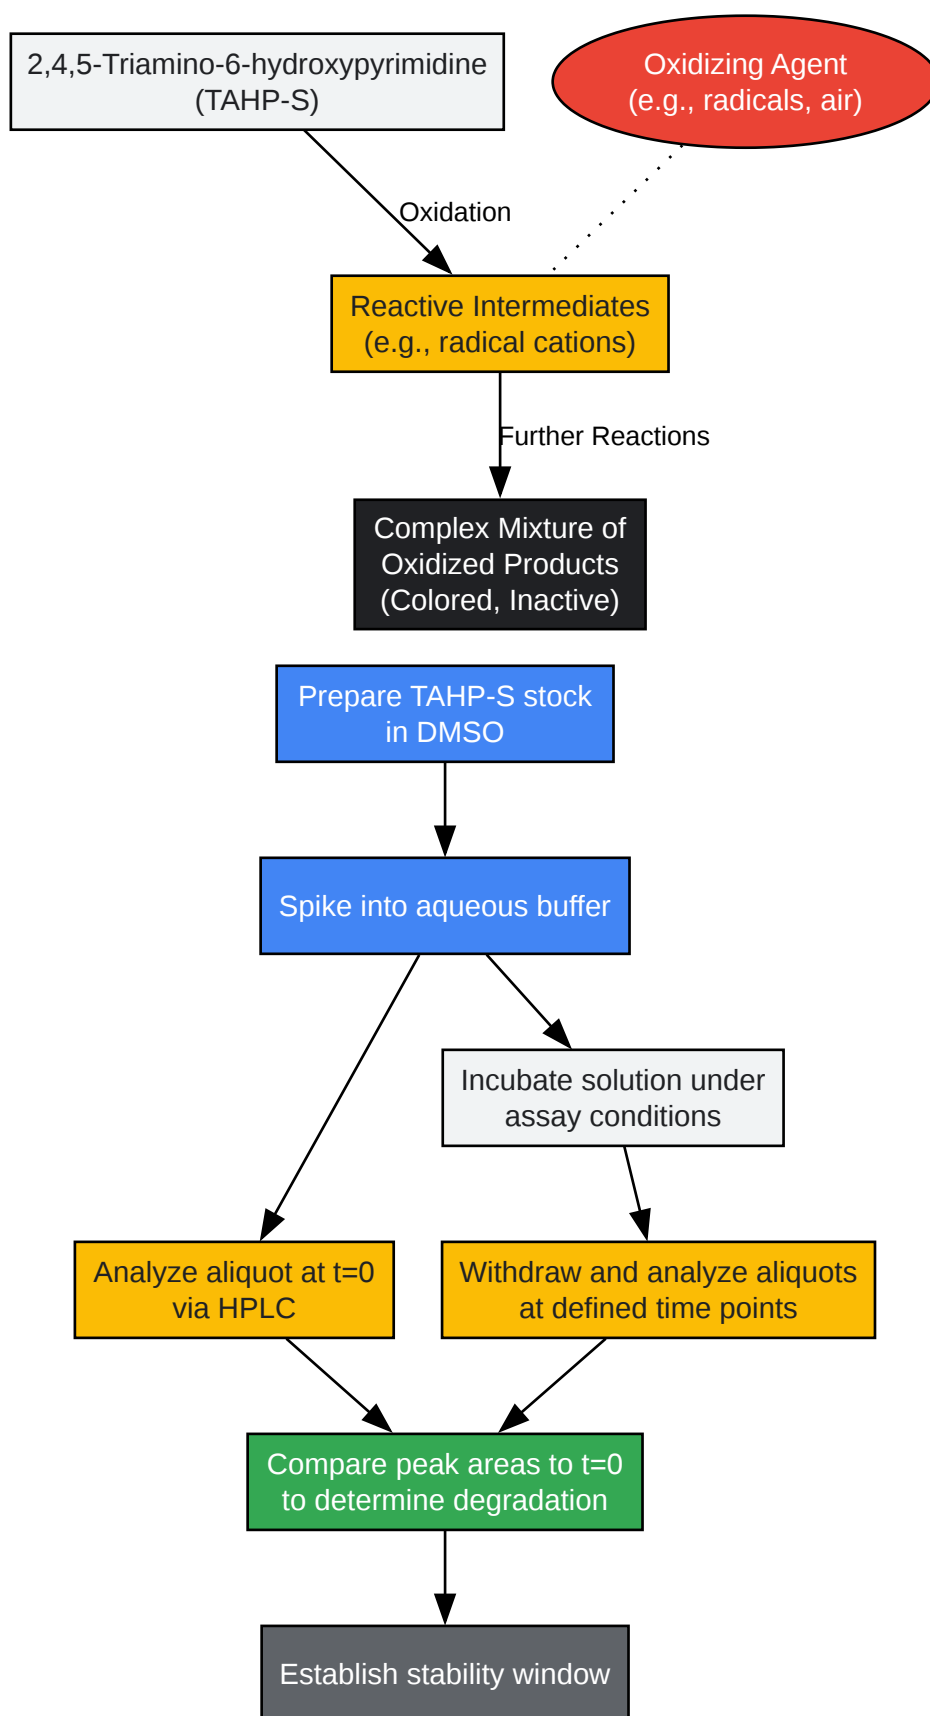 2,4,5-Triamino-6-hydroxypyrimidine
(TAHP-S)
Oxidizing Agent
(e.g., radicals, air)
Oxidation
Reactive Intermediates
(e.g., radical cations)
Further Reactions
Complex Mixture of
Oxidized Products
(Colored, Inactive)
Prepare TAHP-S stock
in DMSO
Spike into aqueous buffer
Incubate solution under
assay conditions
Analyze aliquot at t=0
via HPLC
Withdraw and analyze aliquots
at defined time points
Compare peak areas to t=0
to determine degradation
Establish stability window